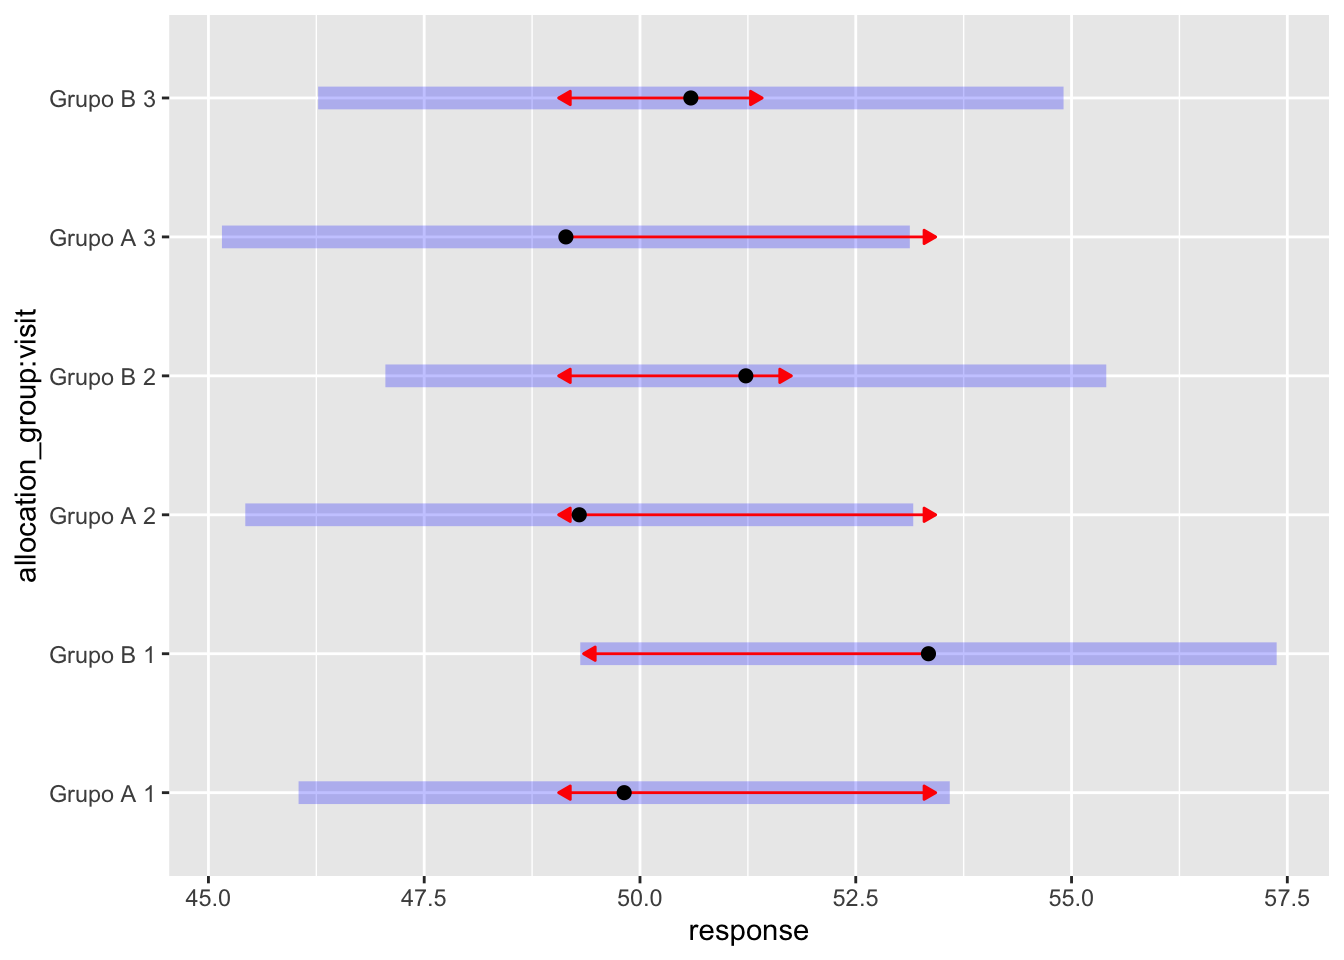 Grupo B 3
Grupo A 3
Grupo B 2
Grupo A 2
Grupo B 1
Grupo A 1
allocation_group:visit
45.0 47.5 50.0 52.5 55.0 57.5
response